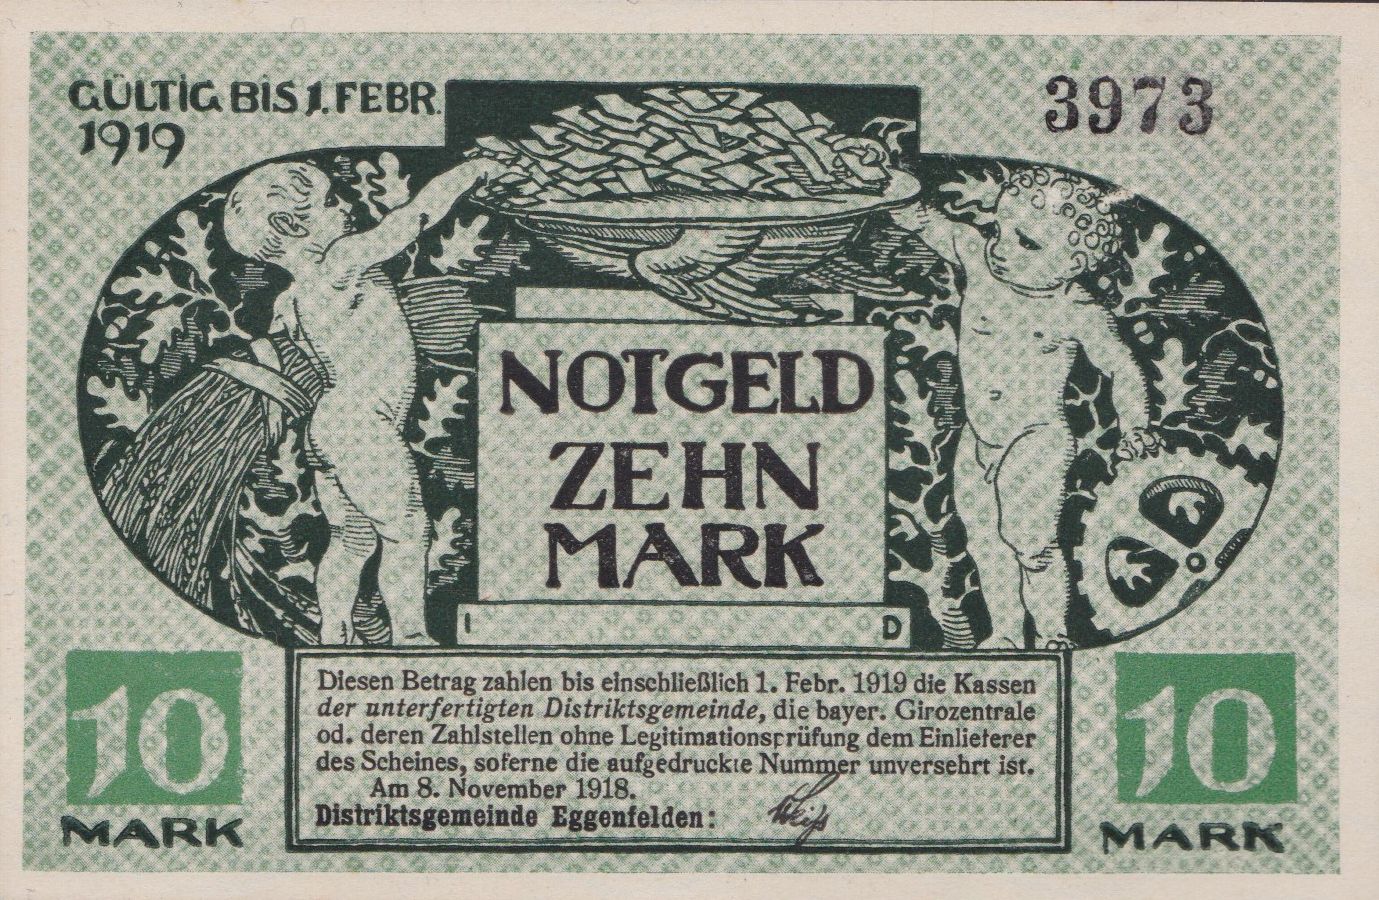 GÜLTIG BIS 1. FEBR.
1919
3973
NOTGELD
ZEHN
MARK
I D
10
MARK
Diesen Betrag zahlen bis einschließlich 1. Febr. 1919 die Kassen
der unterfertigten Distriktsgemeinde, die bayer. Girozentrale
od. deren Zahlstellen ohne Legitimationsprüfung dem Einlieferer
des Scheines, soferne die aufgedruckte Nummer unversehrt ist.
Am 8. November 1918.
Distriktsgemeinde Eggenfelden:
10
MARK